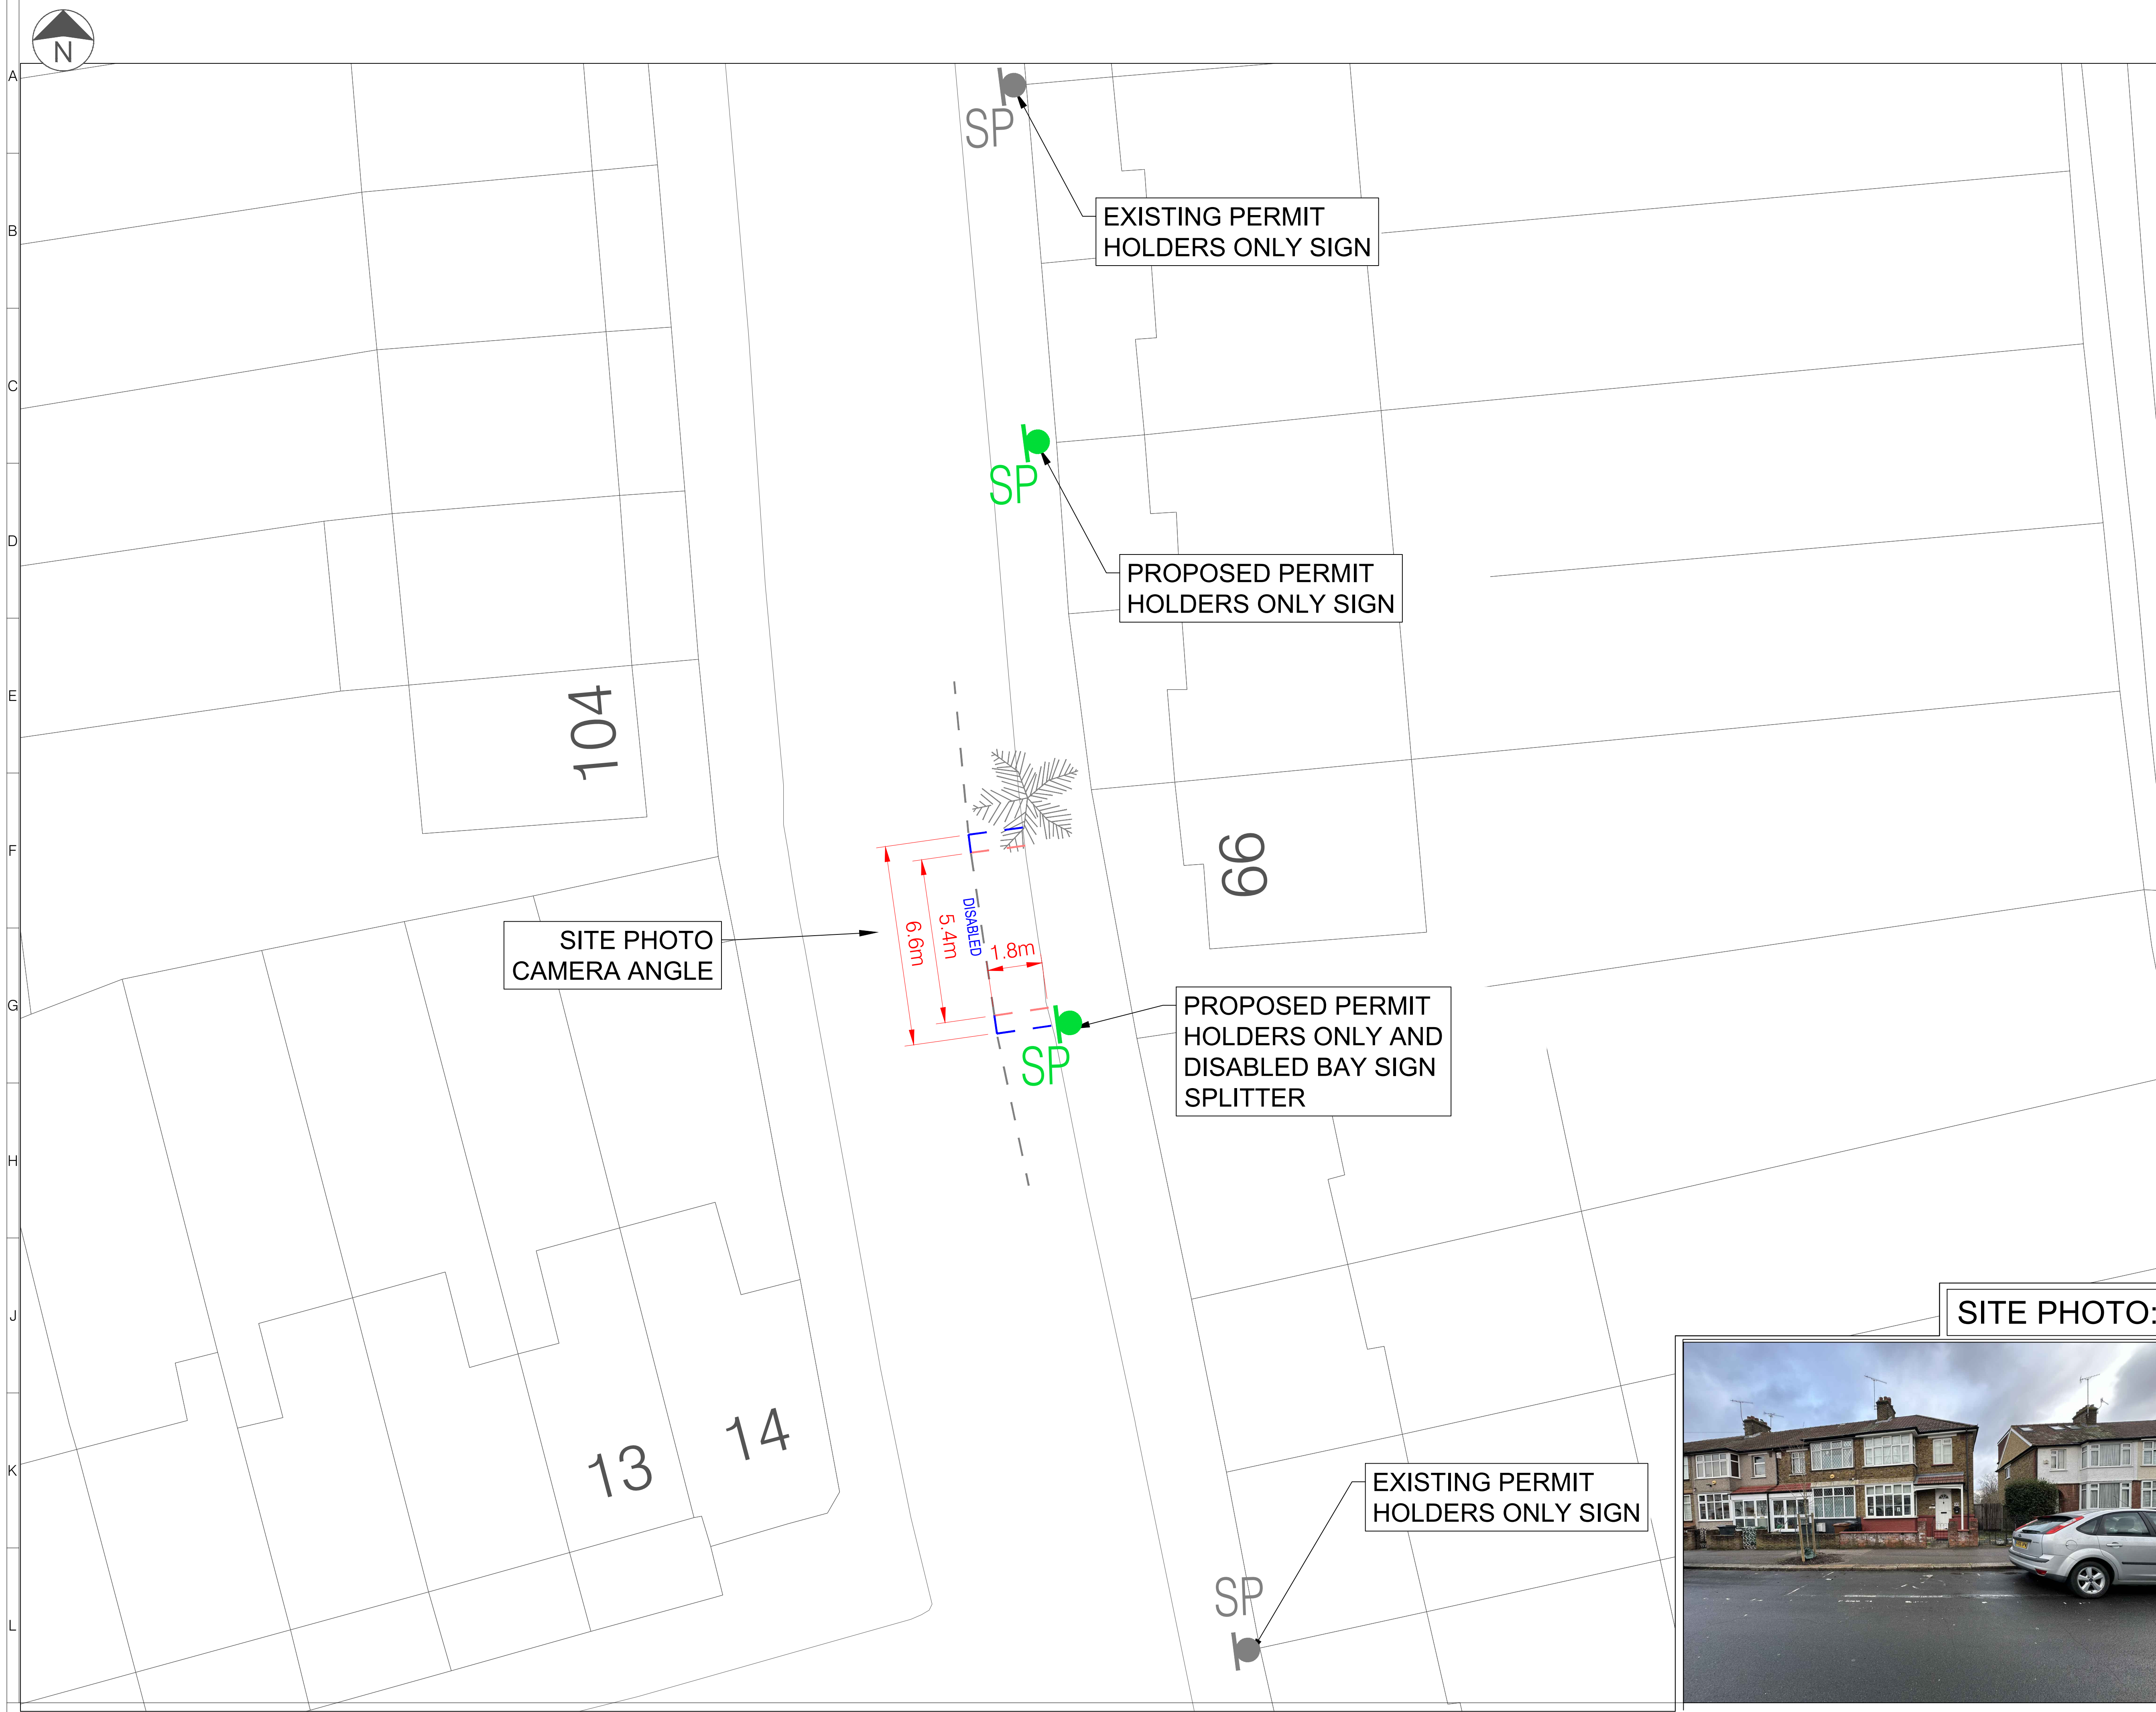 N
A
B
C
D
E
F
G
H
J
K
L
SP
EXISTING PERMIT
HOLDERS ONLY SIGN
SP
PROPOSED PERMIT
HOLDERS ONLY SIGN
104
66
SITE PHOTO
CAMERA ANGLE
6.6m
5.4m
DISABLED
1.8m
PROPOSED PERMIT
HOLDERS ONLY AND
DISABLED BAY SIGN
SPLITTER
SP
13
14
EXISTING PERMIT
HOLDERS ONLY SIGN
SP
SITE PHOTO: